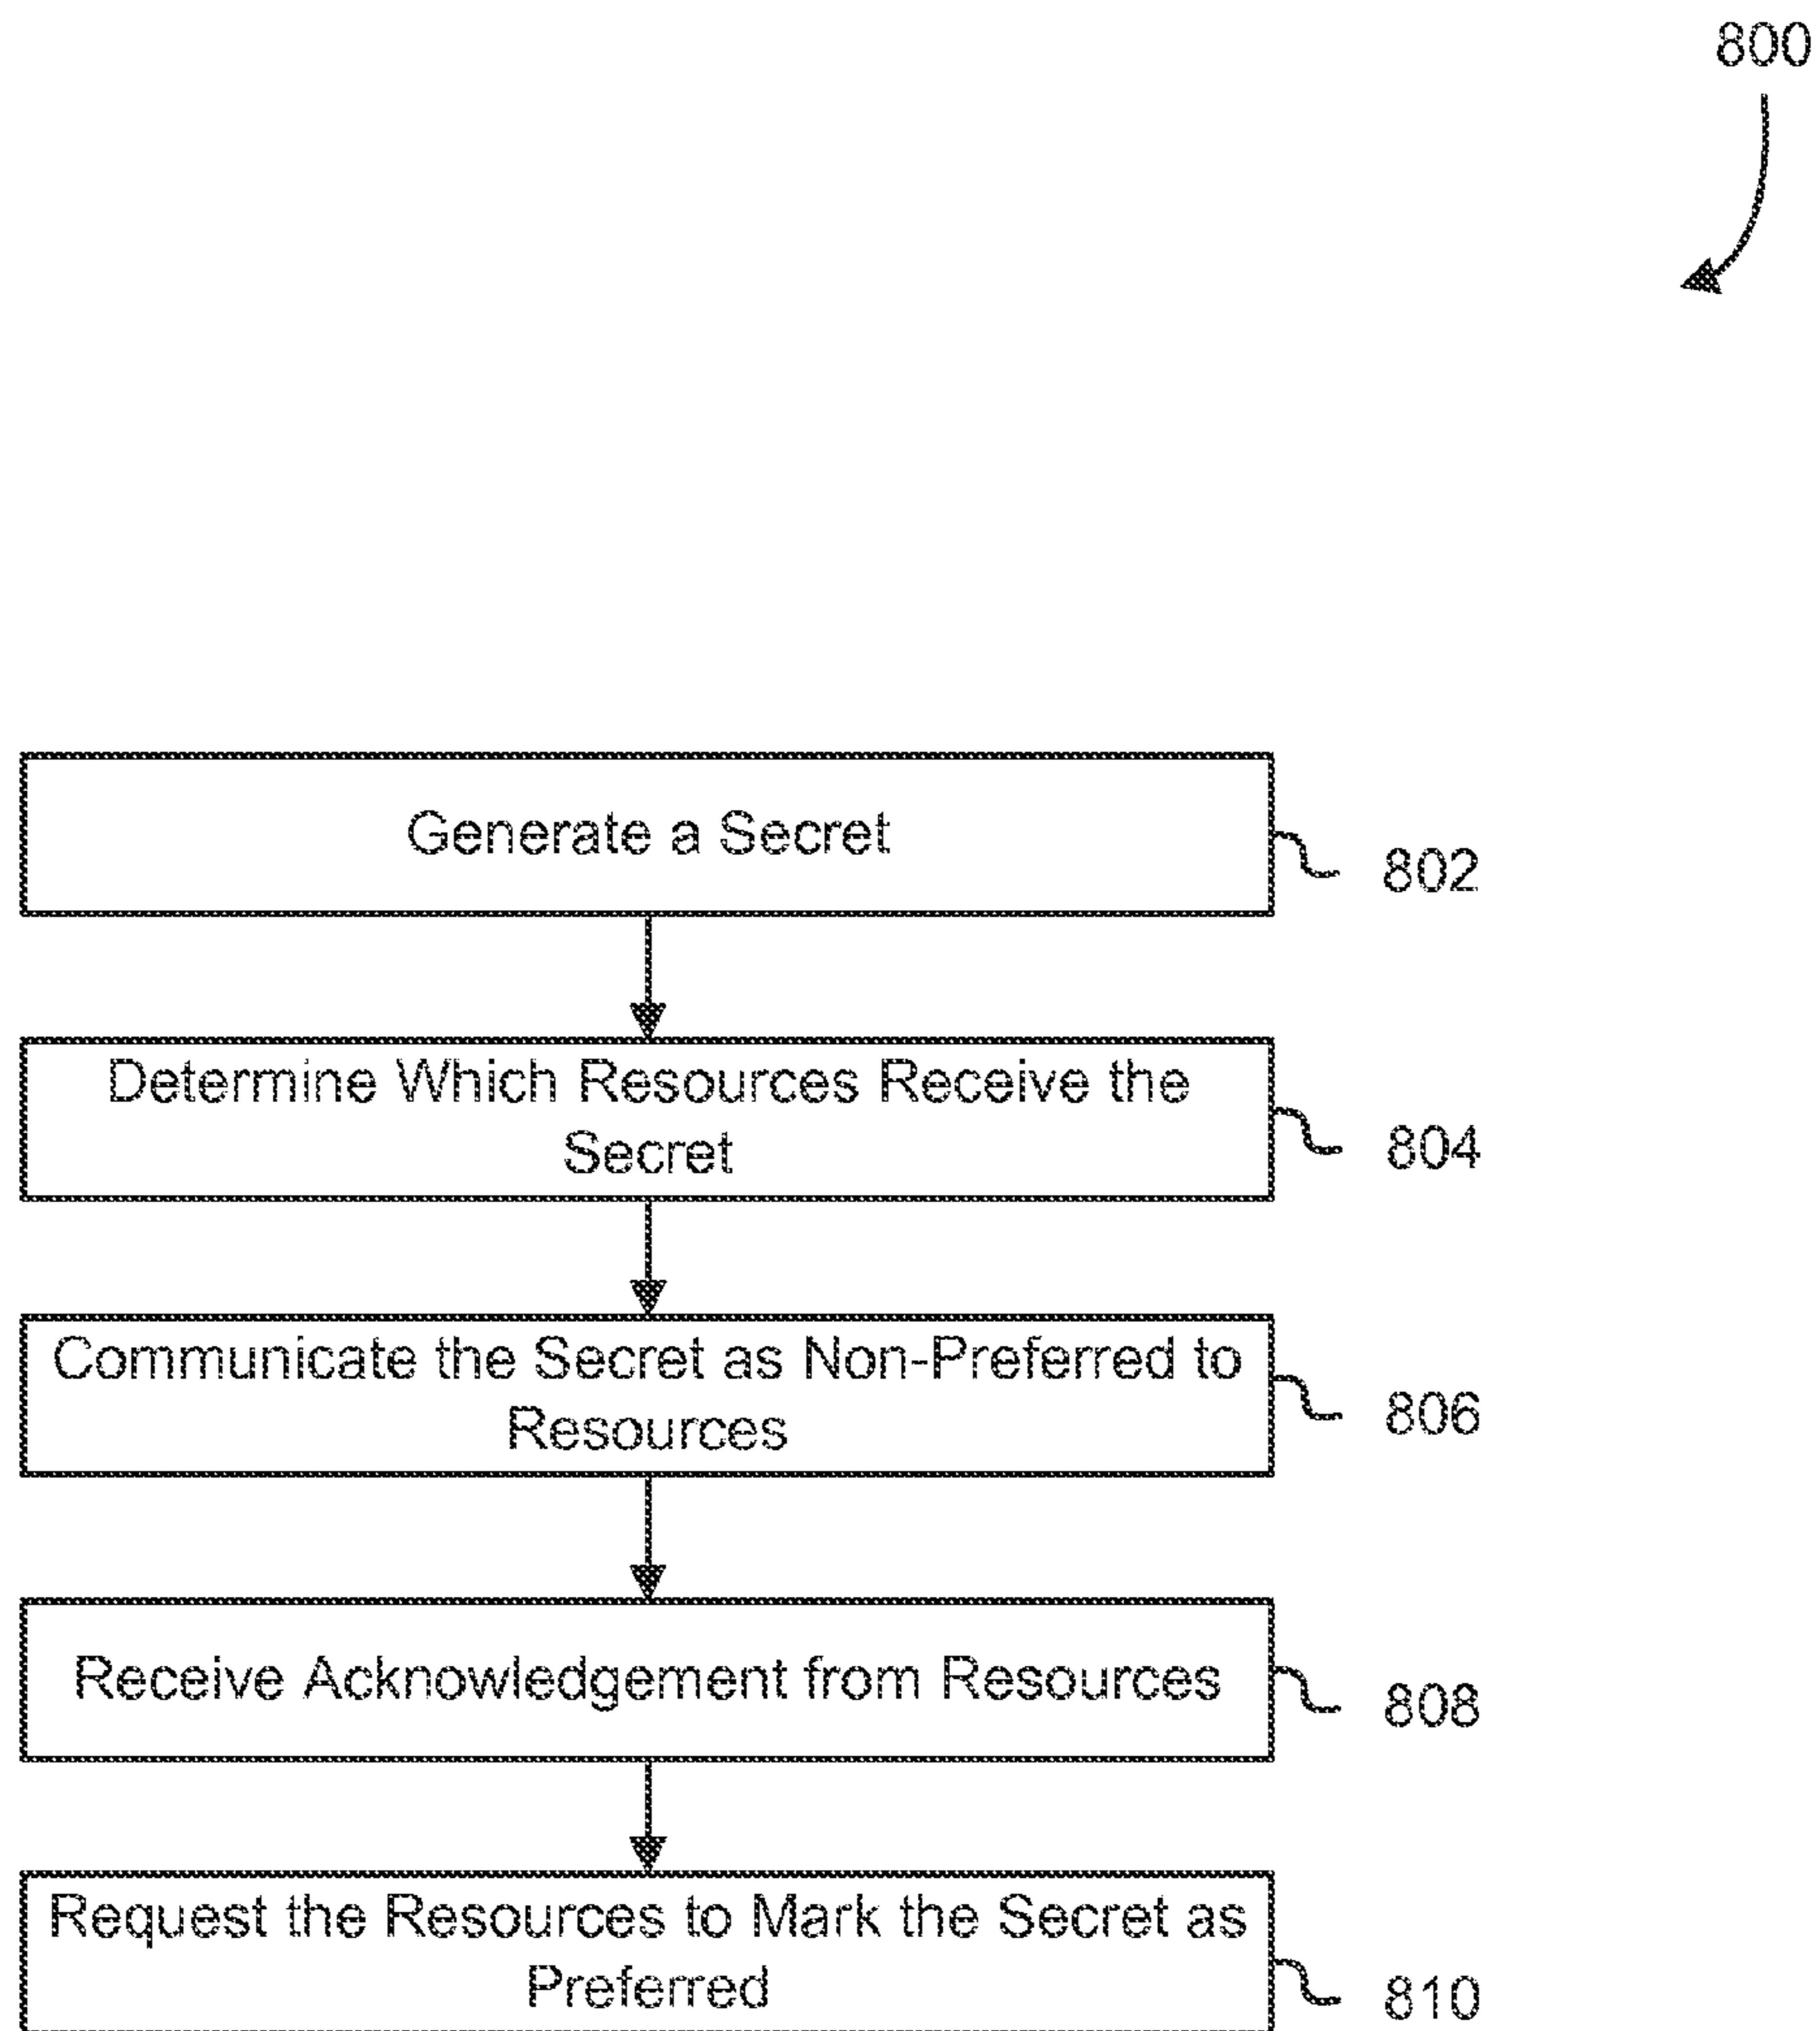 800
Generate a Secret
802
Determine Which Resources Receive the
Secret
804
Communicate the Secret as Non-Preferred to
Resources
806
Receive Acknowledgement from Resources
808
Request the Resources to Mark the Secret as
Preferred
810